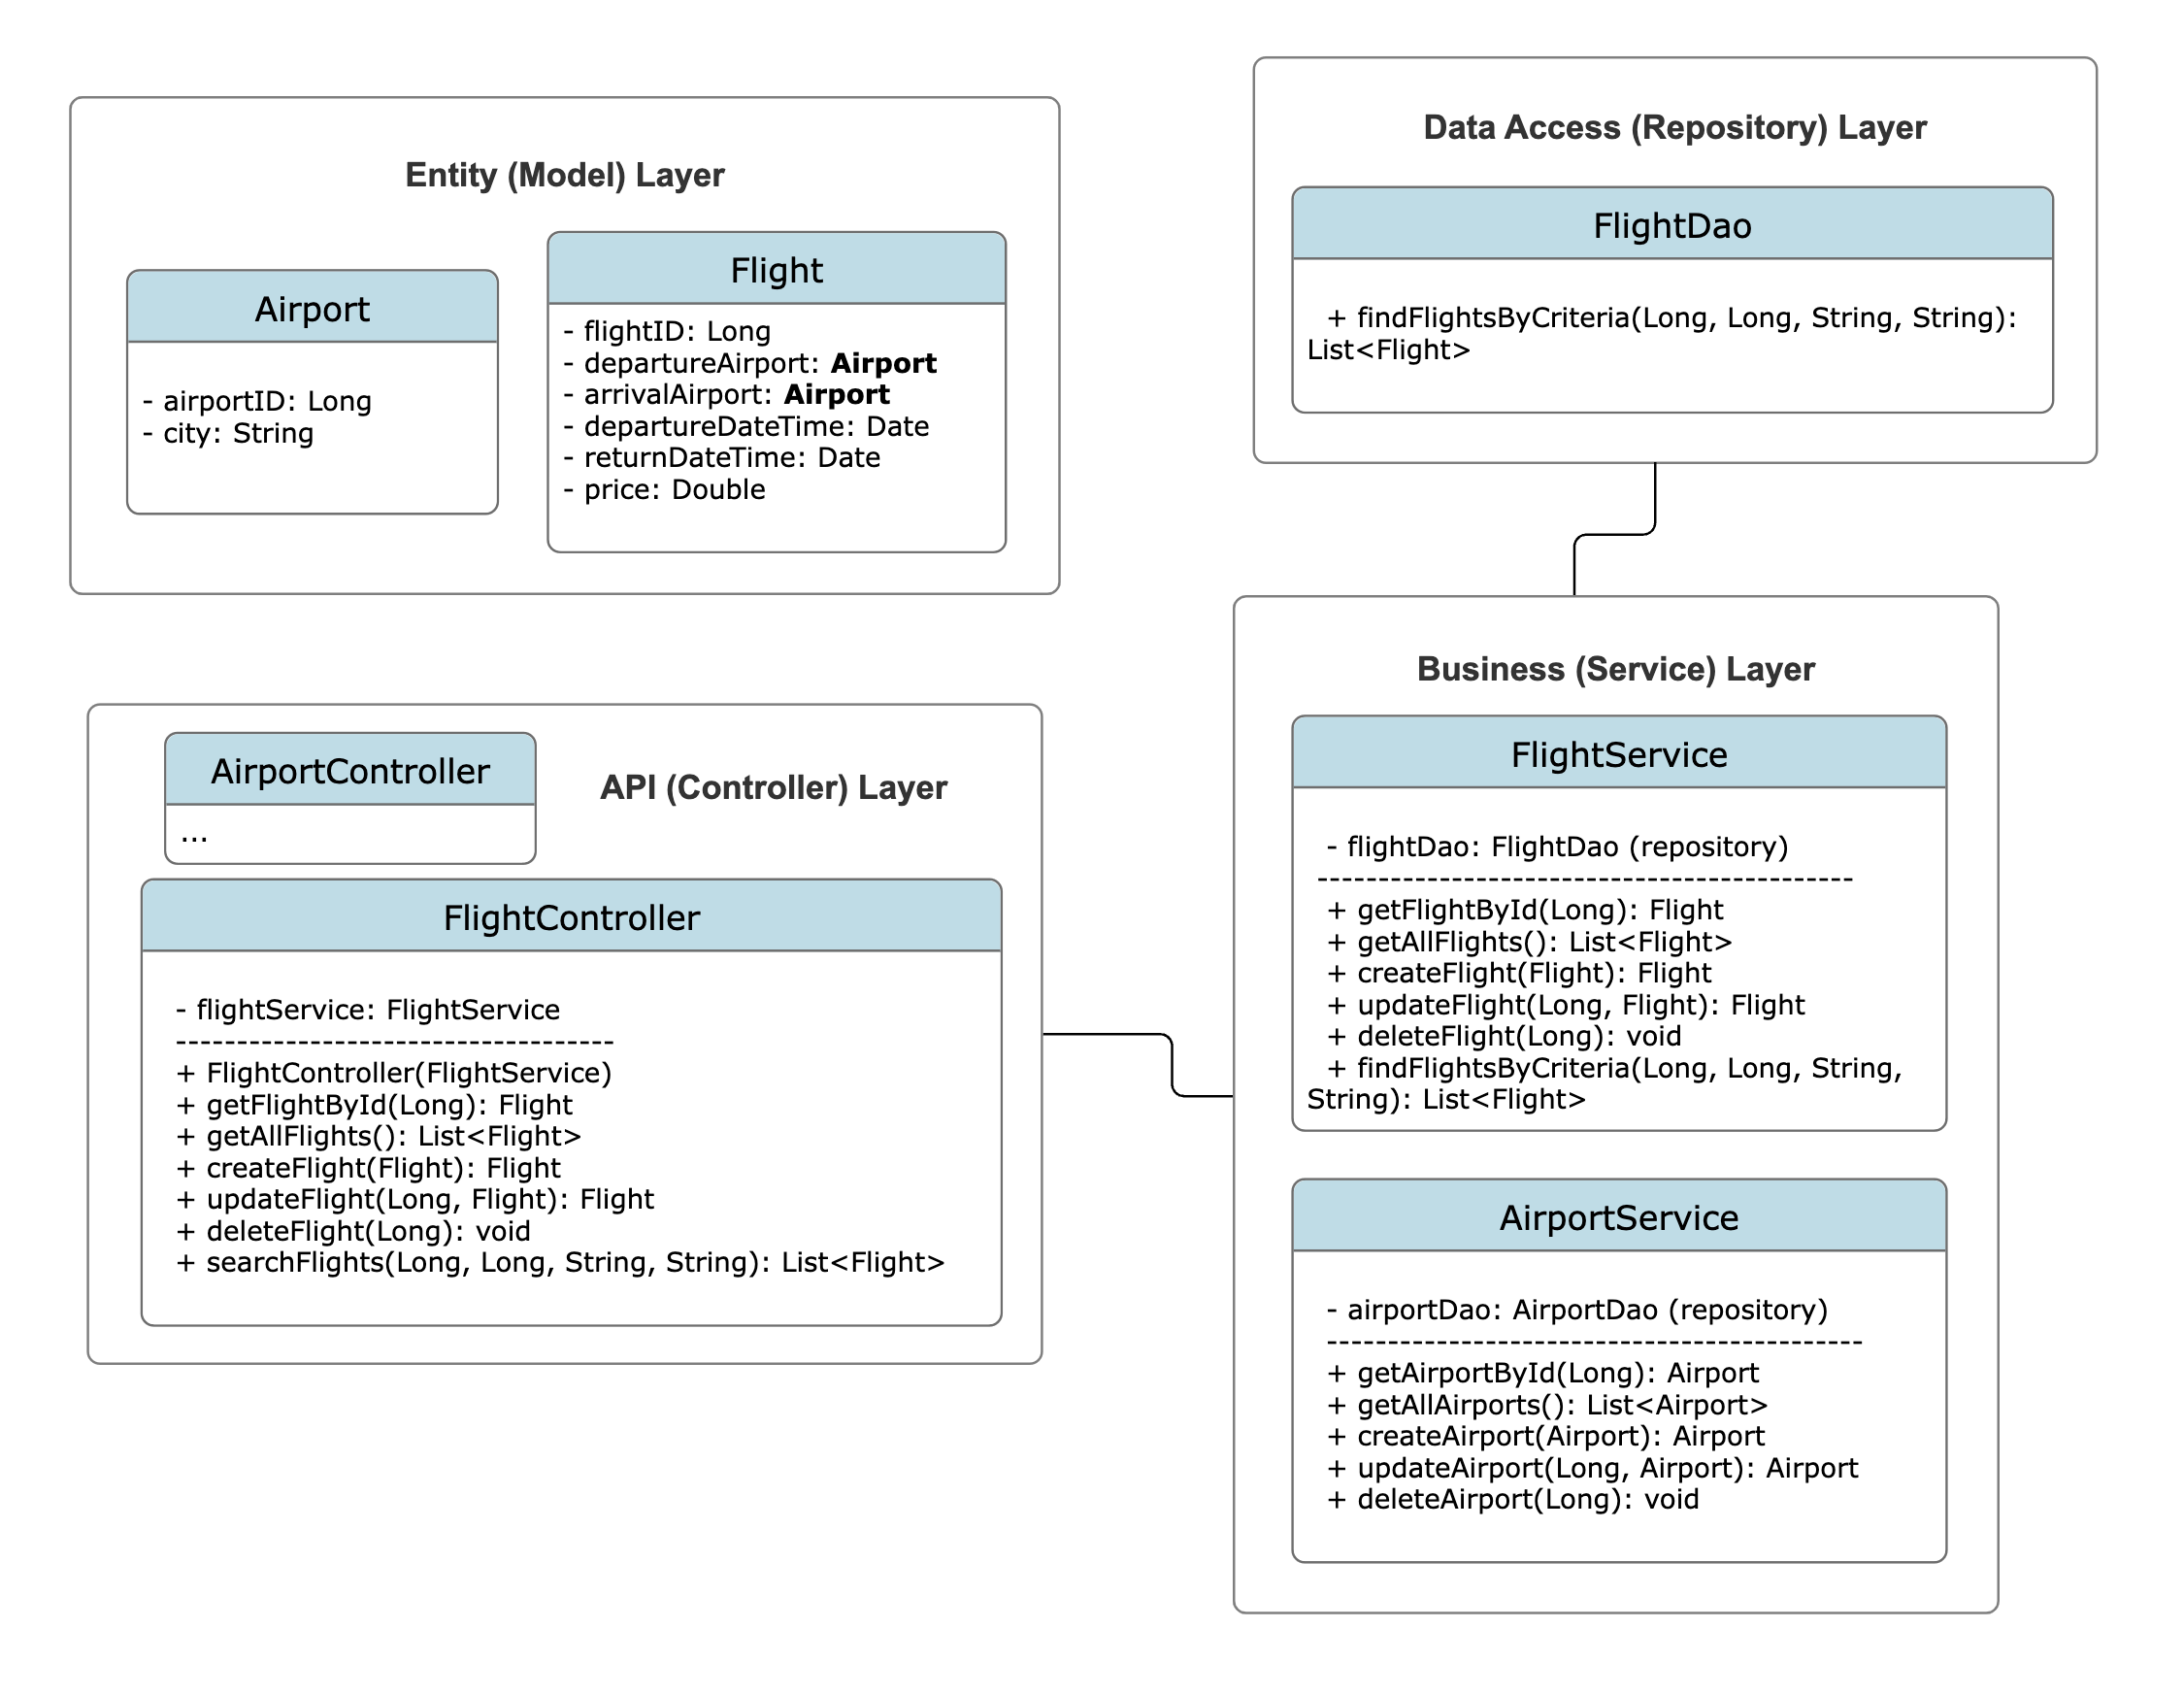 Entity (Model) Layer
Airport
- airportID: Long
- city: String
Flight
- flightID: Long
- departureAirport: Airport
- arrivalAirport: Airport
- departureDateTime: Date
- returnDateTime: Date
- price: Double
Data Access (Repository) Layer
FlightDao
+ findFlightsByCriteria(Long, Long, String, String):
List<Flight>
API (Controller) Layer
AirportController
...
FlightController
- flightService: FlightService
------------------------------------
+ FlightController(FlightService)
+ getFlightById(Long): Flight
+ getAllFlights(): List<Flight>
+ createFlight(Flight): Flight
+ updateFlight(Long, Flight): Flight
+ deleteFlight(Long): void
+ searchFlights(Long, Long, String, String): List<Flight>
Business (Service) Layer
FlightService
- flightDao: FlightDao (repository)
--------------------------------------------
+ getFlightById(Long): Flight
+ getAllFlights(): List<Flight>
+ createFlight(Flight): Flight
+ updateFlight(Long, Flight): Flight
+ deleteFlight(Long): void
+ findFlightsByCriteria(Long, Long, String,
String): List<Flight>
AirportService
- airportDao: AirportDao (repository)
--------------------------------------------
+ getAirportById(Long): Airport
+ getAllAirports(): List<Airport>
+ createAirport(Airport): Airport
+ updateAirport(Long, Airport): Airport
+ deleteAirport(Long): void